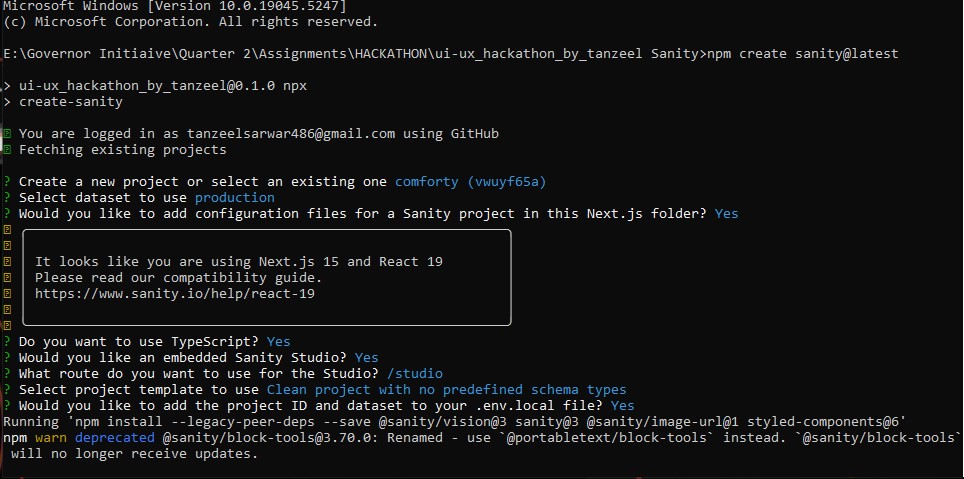 Microsoft Windows [Version 10.0.19045.5247]
(c) Microsoft Corporation. All rights reserved.
E:\Governor Initiaive\Quarter 2\Assignments\HACKATHON\ui-ux_hackathon_by_tanzeel Sanity>npm create sanity@latest
> ui-ux_hackathon_by_tanzeel@0.1.0 npx
> create-sanity
You are logged in as tanzeelsarwar486@gmail.com using GitHub
Fetching existing projects
? Create a new project or select an existing one comforty (vwuyf65a)
? Select dataset to use production
? Would you like to add configuration files for a Sanity project in this Next.js folder? Yes
It looks like you are using Next.js 15 and React 19
Please read our compatibility guide.
https://www.sanity.io/help/react-19
? Do you want to use TypeScript? Yes
? Would you like an embedded Sanity Studio? Yes
? What route do you want to use for the Studio? /studio
? Select project template to use Clean project with no predefined schema types
? Would you like to add the project ID and dataset to your .env.local file? Yes
Running 'npm install --legacy-peer-deps --save @sanity/vision@3 sanity@3 @sanity/image-url@1 styled-components@6'
npm warn deprecated @sanity/block-tools@3.70.0: Renamed - use `@portabletext/block-tools` instead. `@sanity/block-tools`
will no longer receive updates.